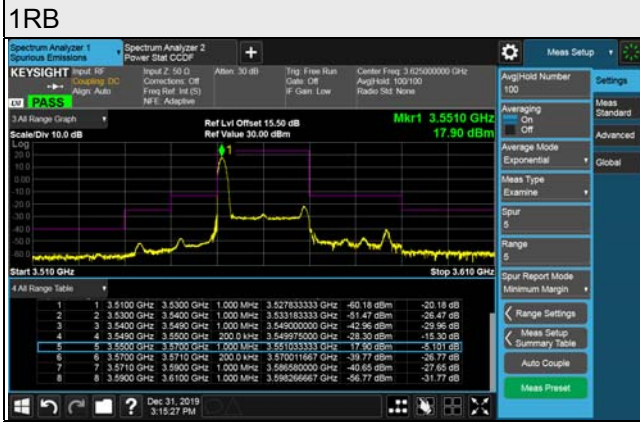 1RB
Spectrum Analyzer 1
Spurious Emissions
Spectrum Analyzer 2
Power Stat CCDF
Meas Setup
KEYSIGHT
Input: RF
Coupling: DC
Align: Auto
Input Z: 50 Ω
Corrections: Off
Freq Ref: Int (S)
NFE: Adaptive
Atten: 30 dB
Trig: Free Run
Gate: Off
IF Gain: Low
Center Freq: 3.625000000 GHz
Avg|Hold: 100/100
Radio Std: None
PASS
3 All Range Graph
Scale/Div 10.0 dB
Ref Lvl Offset 15.50 dB
Ref Value 30.00 dBm
Mkr1 3.5510 GHz
17.90 dBm
Log
20.0
10.0
0.00
-10.0
-20.0
-30.0
-40.0
-50.0
-60.0
1
Start 3.510 GHz
Stop 3.610 GHz
4 All Range Table
1 1 3.5100 GHz 3.5300 GHz 1.000 MHz 3.527833333 GHz -60.18 dBm -20.18 dB
2 2 3.5300 GHz 3.5400 GHz 1.000 MHz 3.533183333 GHz -51.47 dBm -26.47 dB
3 3 3.5400 GHz 3.5490 GHz 1.000 MHz 3.549000000 GHz -42.96 dBm -29.96 dB
4 4 3.5490 GHz 3.5500 GHz 200.0 kHz 3.549975000 GHz -28.30 dBm -15.30 dB
5 5 3.5500 GHz 3.5700 GHz 1.000 MHz 3.551033333 GHz 17.90 dBm -5.101 dB
6 6 3.5700 GHz 3.5710 GHz 200.0 kHz 3.570011667 GHz -39.77 dBm -26.77 dB
7 7 3.5710 GHz 3.5900 GHz 1.000 MHz 3.586580000 GHz -40.65 dBm -27.65 dB
8 8 3.5900 GHz 3.6100 GHz 1.000 MHz 3.598266667 GHz -56.77 dBm -31.77 dB
Avg|Hold Number
100
Averaging
On
Off
Average Mode
Exponential
Meas Type
Examine
Spur
5
Range
5
Spur Report Mode
Minimum Margin
Range Settings
Meas Setup
Summary Table
Auto Couple
Meas Preset
Settings
Meas
Standard
Advanced
Global
Dec 31, 2019
3:15:27 PM